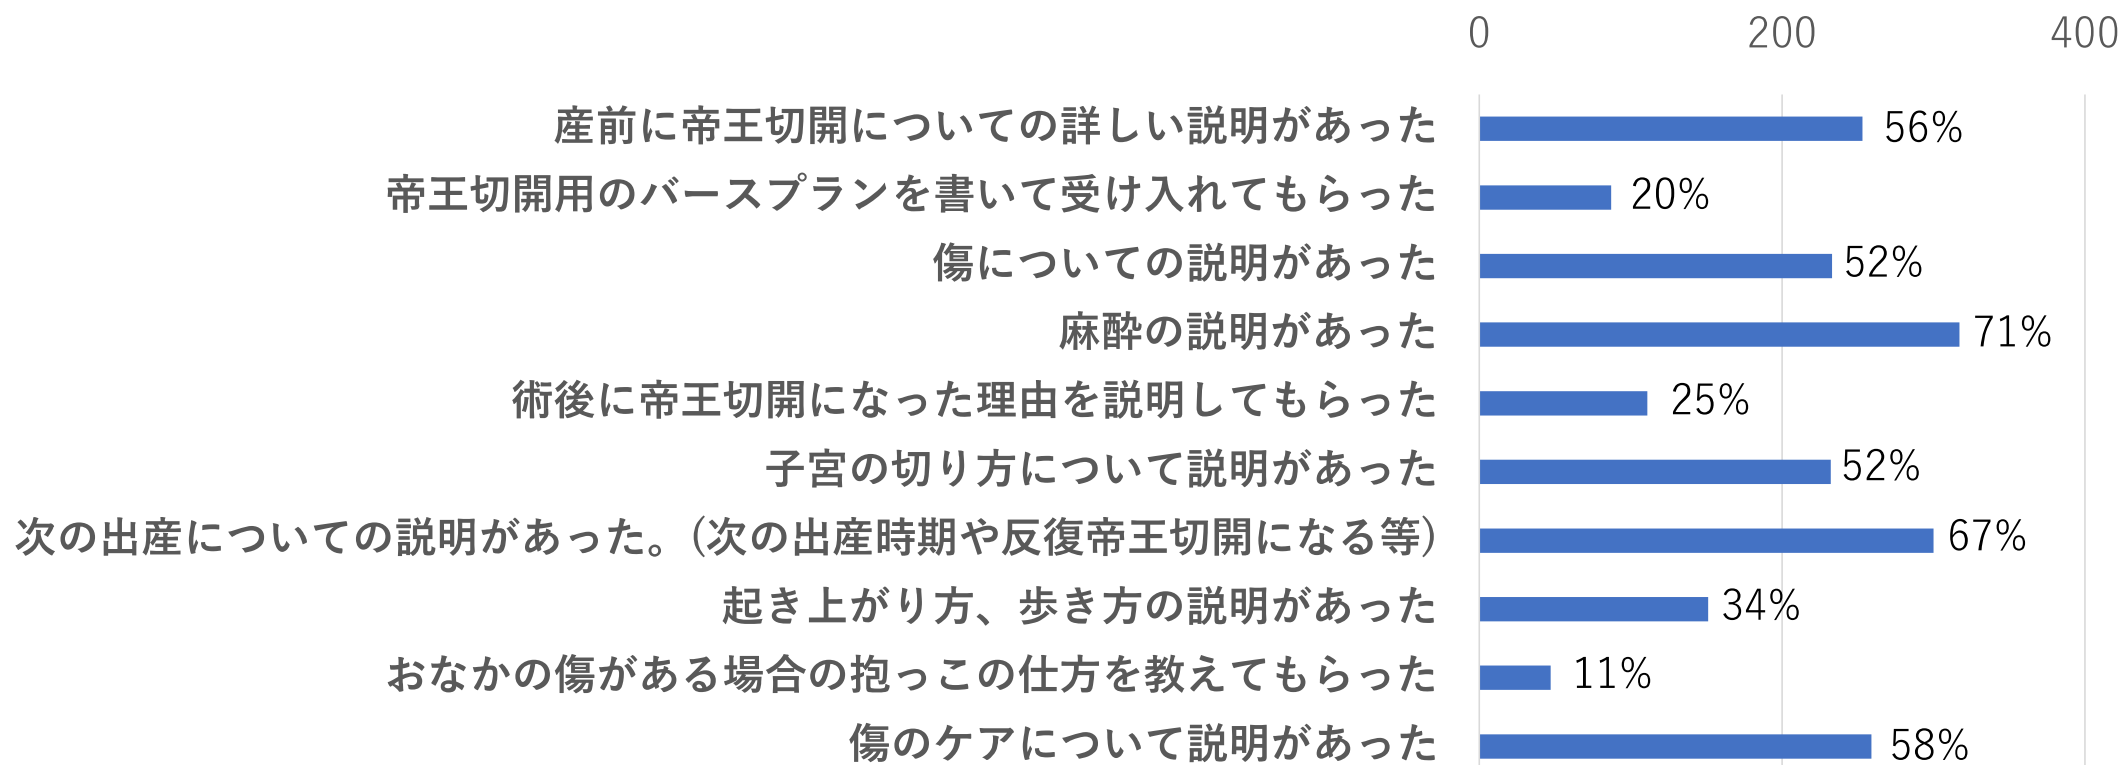 0 200 400
産前に帝王切開についての詳しい説明があった 56%
帝王切開用のバースプランを書いて受け入れてもらった 20%
傷についての説明があった 52%
麻酔の説明があった 71%
術後に帝王切開になった理由を説明してもらった 25%
子宮の切り方について説明があった 52%
次の出産についての説明があった。(次の出産時期や反復帝王切開になる等) 67%
起き上がり方、歩き方の説明があった 34%
おなかの傷がある場合の抱っこの仕方を教えてもらった 11%
傷のケアについて説明があった 58%